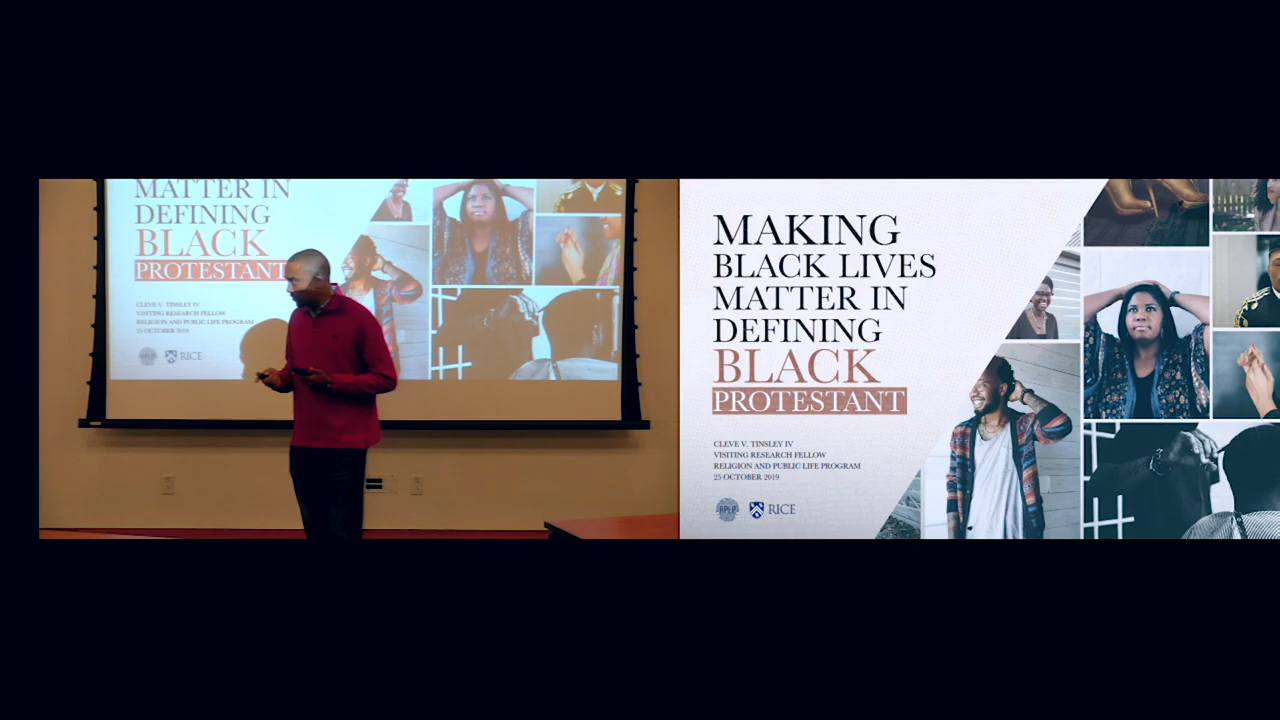 MATTER IN
DEFINING
BLACK
PROTESTANT
CLEVE V. TINSLEY IV
VISITING RESEARCH FELLOW
RELIGION AND PUBLIC LIFE PROGRAM
25 OCTOBER 2019
RPLP
RICE
MAKING
BLACK LIVES
MATTER IN
DEFINING
BLACK
PROTESTANT
CLEVE V. TINSLEY IV
VISITING RESEARCH FELLOW
RELIGION AND PUBLIC LIFE PROGRAM
25 OCTOBER 2019
RPLP
RICE